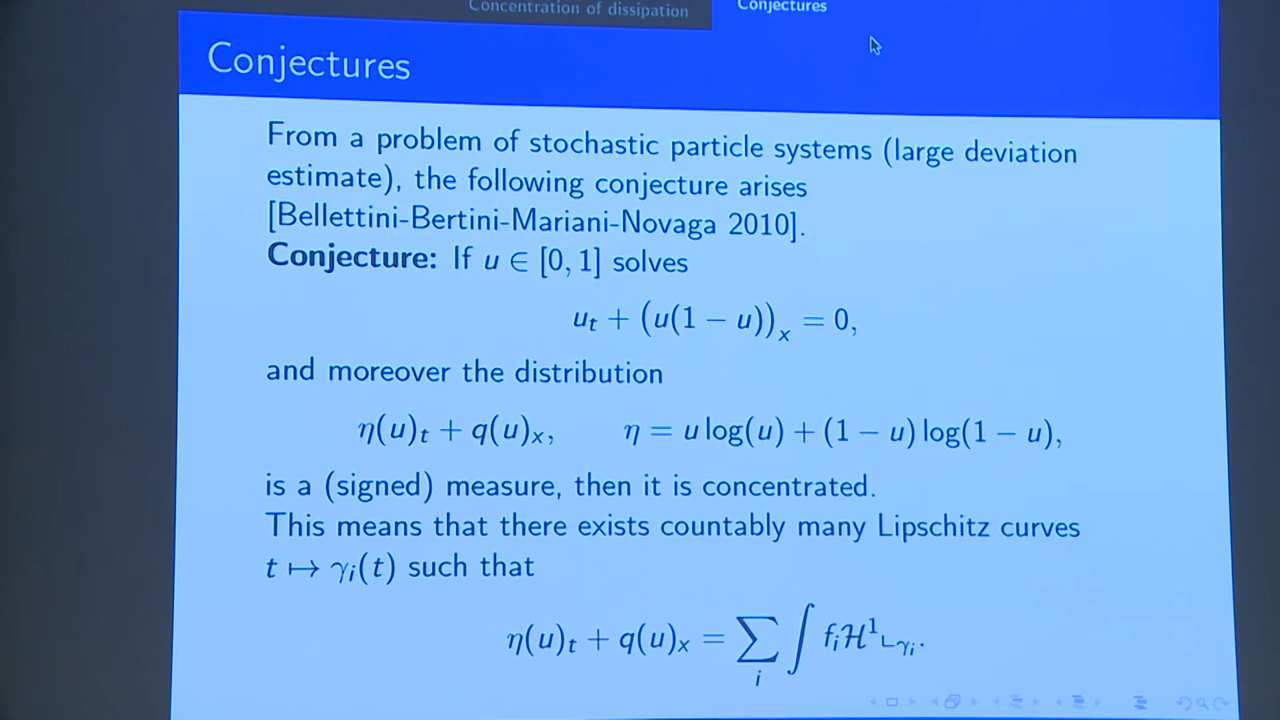 Concentration of dissipation
Conjectures
Conjectures
From a problem of stochastic particle systems (large deviation
estimate), the following conjecture arises
[Bellettini-Bertini-Mariani-Novaga 2010].
Conjecture: If u ∈ [0, 1] solves
u_t + (u(1 − u))_x = 0,
and moreover the distribution
η(u)_t + q(u)_x, η = u log(u) + (1 − u) log(1 − u),
is a (signed) measure, then it is concentrated.
This means that there exists countably many Lipschitz curves
t ↦ γ_i(t) such that
η(u)_t + q(u)_x = ∑_i ∫ f_i ℋ¹⌞_{γ_i}.